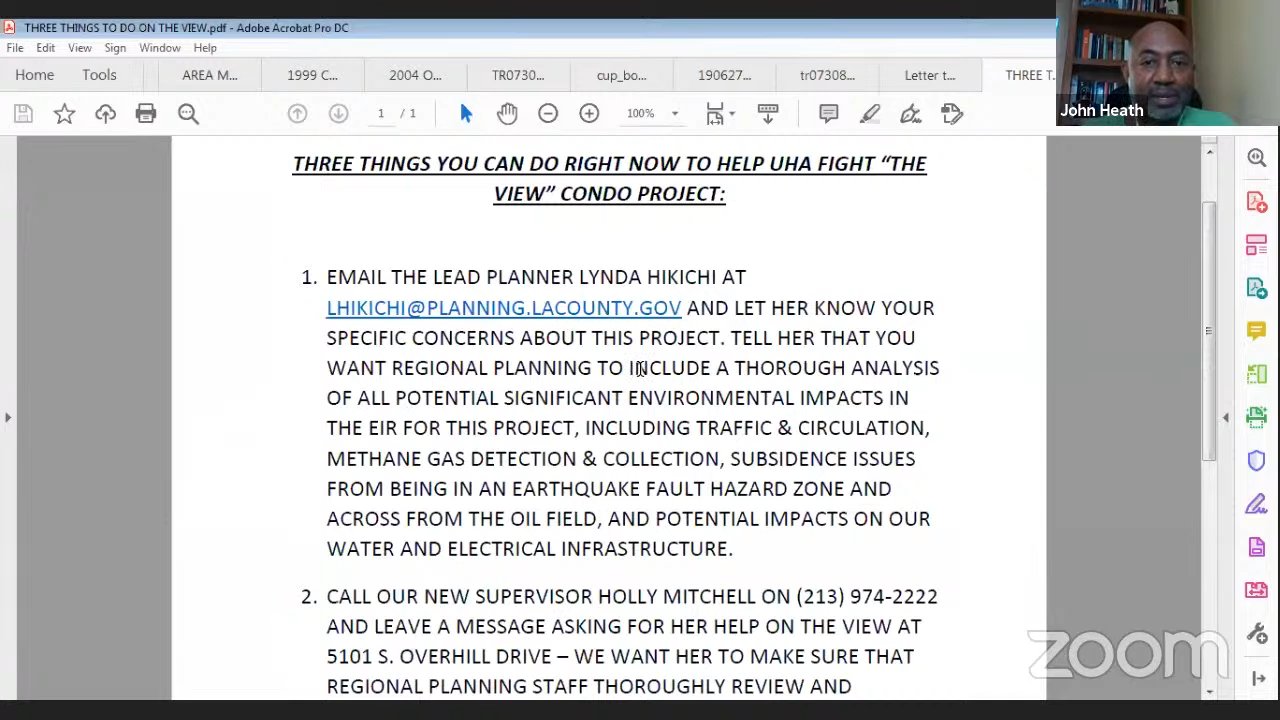 THREE THINGS TO DO ON THE VIEW.pdf - Adobe Acrobat Pro DC
File Edit View Sign Window Help
Home Tools AREA M... 1999 C... 2004 O... TR0730... cup_bo... 190627... tr07308... Letter t... THREE T...
1 / 1 100%
John Heath
THREE THINGS YOU CAN DO RIGHT NOW TO HELP UHA FIGHT “THE
VIEW” CONDO PROJECT:
1. EMAIL THE LEAD PLANNER LYNDA HIKICHI AT
LHIKICHI@PLANNING.LACOUNTY.GOV AND LET HER KNOW YOUR
SPECIFIC CONCERNS ABOUT THIS PROJECT. TELL HER THAT YOU
WANT REGIONAL PLANNING TO INCLUDE A THOROUGH ANALYSIS
OF ALL POTENTIAL SIGNIFICANT ENVIRONMENTAL IMPACTS IN
THE EIR FOR THIS PROJECT, INCLUDING TRAFFIC & CIRCULATION,
METHANE GAS DETECTION & COLLECTION, SUBSIDENCE ISSUES
FROM BEING IN AN EARTHQUAKE FAULT HAZARD ZONE AND
ACROSS FROM THE OIL FIELD, AND POTENTIAL IMPACTS ON OUR
WATER AND ELECTRICAL INFRASTRUCTURE.
2. CALL OUR NEW SUPERVISOR HOLLY MITCHELL ON (213) 974-2222
AND LEAVE A MESSAGE ASKING FOR HER HELP ON THE VIEW AT
5101 S. OVERHILL DRIVE – WE WANT HER TO MAKE SURE THAT
REGIONAL PLANNING STAFF THOROUGHLY REVIEW AND
zoom